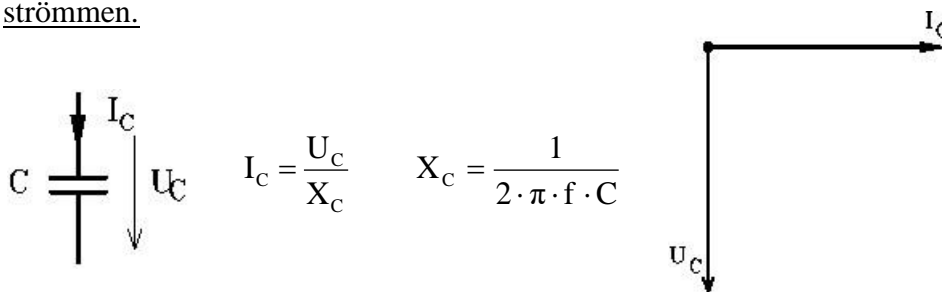 strömmen.
I_C
C
U_C
I_C = U_C / X_C
X_C = 1 / (2 · π · f · C)
I_C
U_C